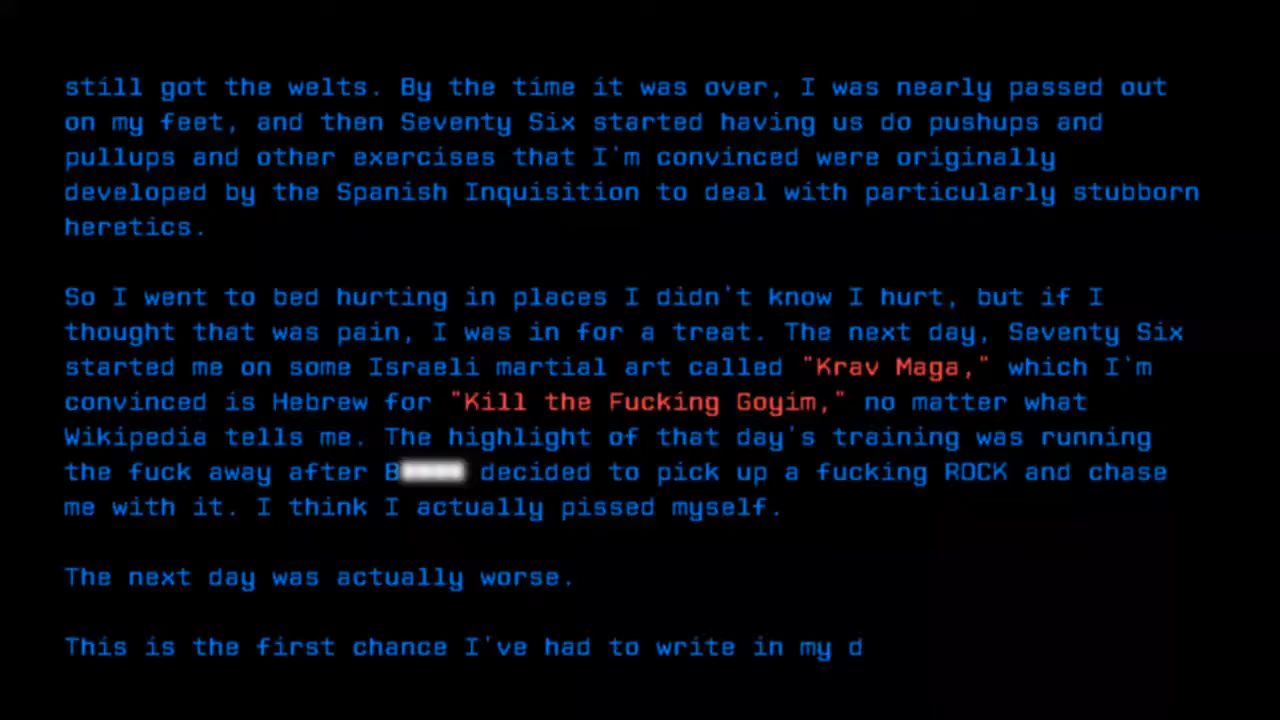 still got the welts. By the time it was over, I was nearly passed out
on my feet, and then Seventy Six started having us do pushups and
pullups and other exercises that I'm convinced were originally
developed by the Spanish Inquisition to deal with particularly stubborn
heretics.
So I went to bed hurting in places I didn't know I hurt, but if I
thought that was pain, I was in for a treat. The next day, Seventy Six
started me on some Israeli martial art called "Krav Maga," which I'm
convinced is Hebrew for "Kill the Fucking Goyim," no matter what
Wikipedia tells me. The highlight of that day's training was running
the fuck away after B decided to pick up a fucking ROCK and chase
me with it. I think I actually pissed myself.
The next day was actually worse.
This is the first chance I've had to write in my d